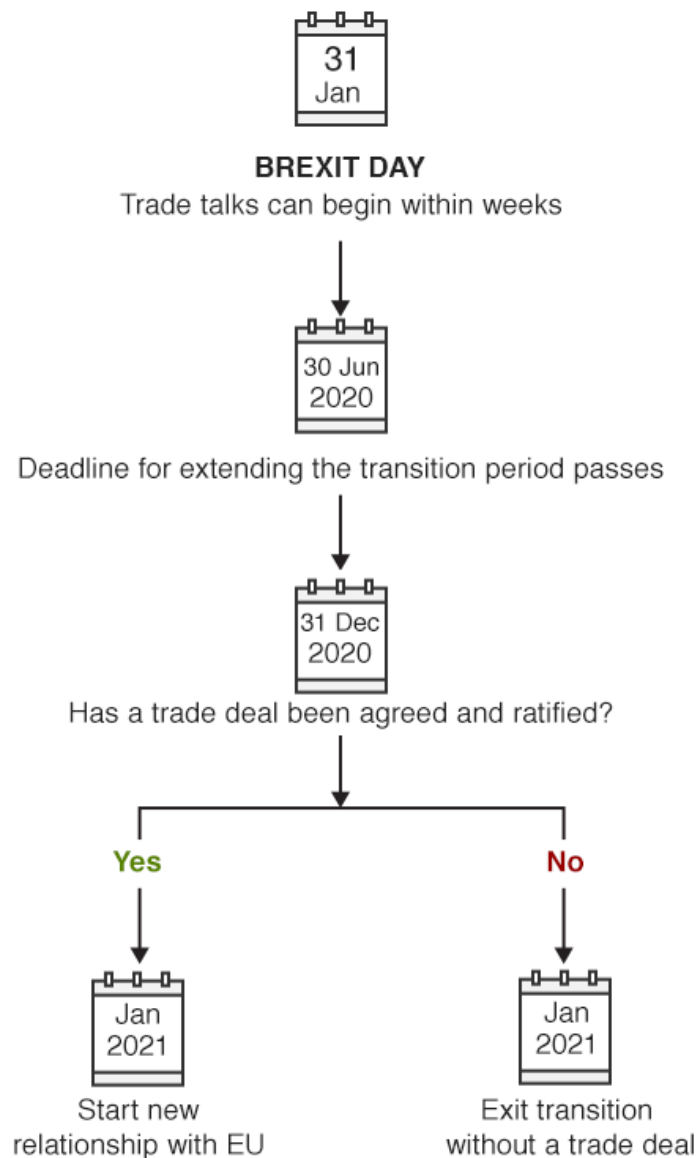 31
Jan
BREXIT DAY
Trade talks can begin within weeks
30 Jun
2020
Deadline for extending the transition period passes
31 Dec
2020
Has a trade deal been agreed and ratified?
Yes
No
Jan
2021
Start new
relationship with EU
Jan
2021
Exit transition
without a trade deal